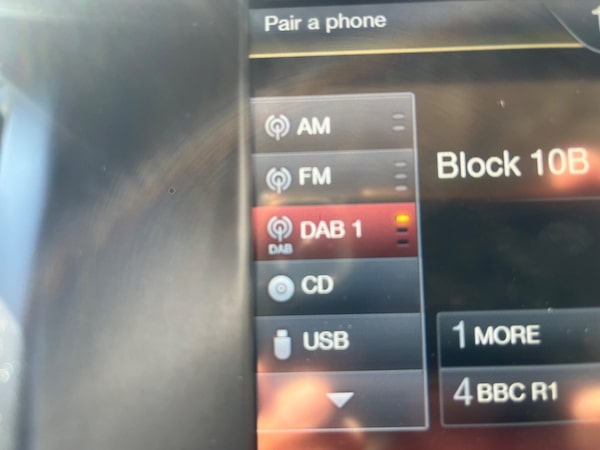 Pair a phone
AM
FM
Block 10B
DAB 1
DAB
CD
USB
1 MORE
4 BBC R1